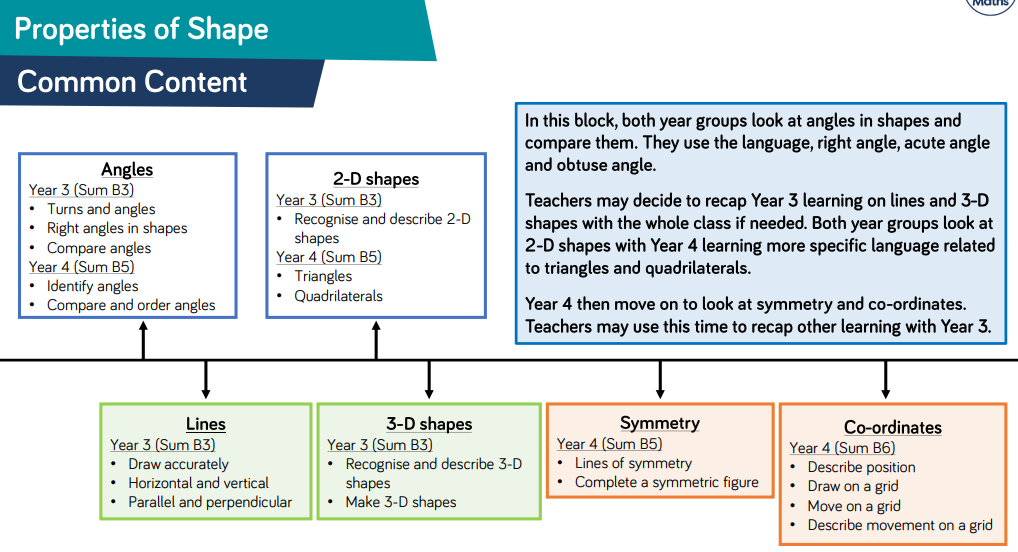 Maths
Properties of Shape
Common Content
In this block, both year groups look at angles in shapes and
compare them. They use the language, right angle, acute angle
and obtuse angle.
Teachers may decide to recap Year 3 learning on lines and 3-D
shapes with the whole class if needed. Both year groups look at
2-D shapes with Year 4 learning more specific language related
to triangles and quadrilaterals.
Year 4 then move on to look at symmetry and co-ordinates.
Teachers may use this time to recap other learning with Year 3.
Angles
Year 3 (Sum B3)
• Turns and angles
• Right angles in shapes
• Compare angles
Year 4 (Sum B5)
• Identify angles
• Compare and order angles
2-D shapes
Year 3 (Sum B3)
• Recognise and describe 2-D
shapes
Year 4 (Sum B5)
• Triangles
• Quadrilaterals
Lines
Year 3 (Sum B3)
• Draw accurately
• Horizontal and vertical
• Parallel and perpendicular
3-D shapes
Year 3 (Sum B3)
• Recognise and describe 3-D
shapes
• Make 3-D shapes
Symmetry
Year 4 (Sum B5)
• Lines of symmetry
• Complete a symmetric figure
Co-ordinates
Year 4 (Sum B6)
• Describe position
• Draw on a grid
• Move on a grid
• Describe movement on a grid